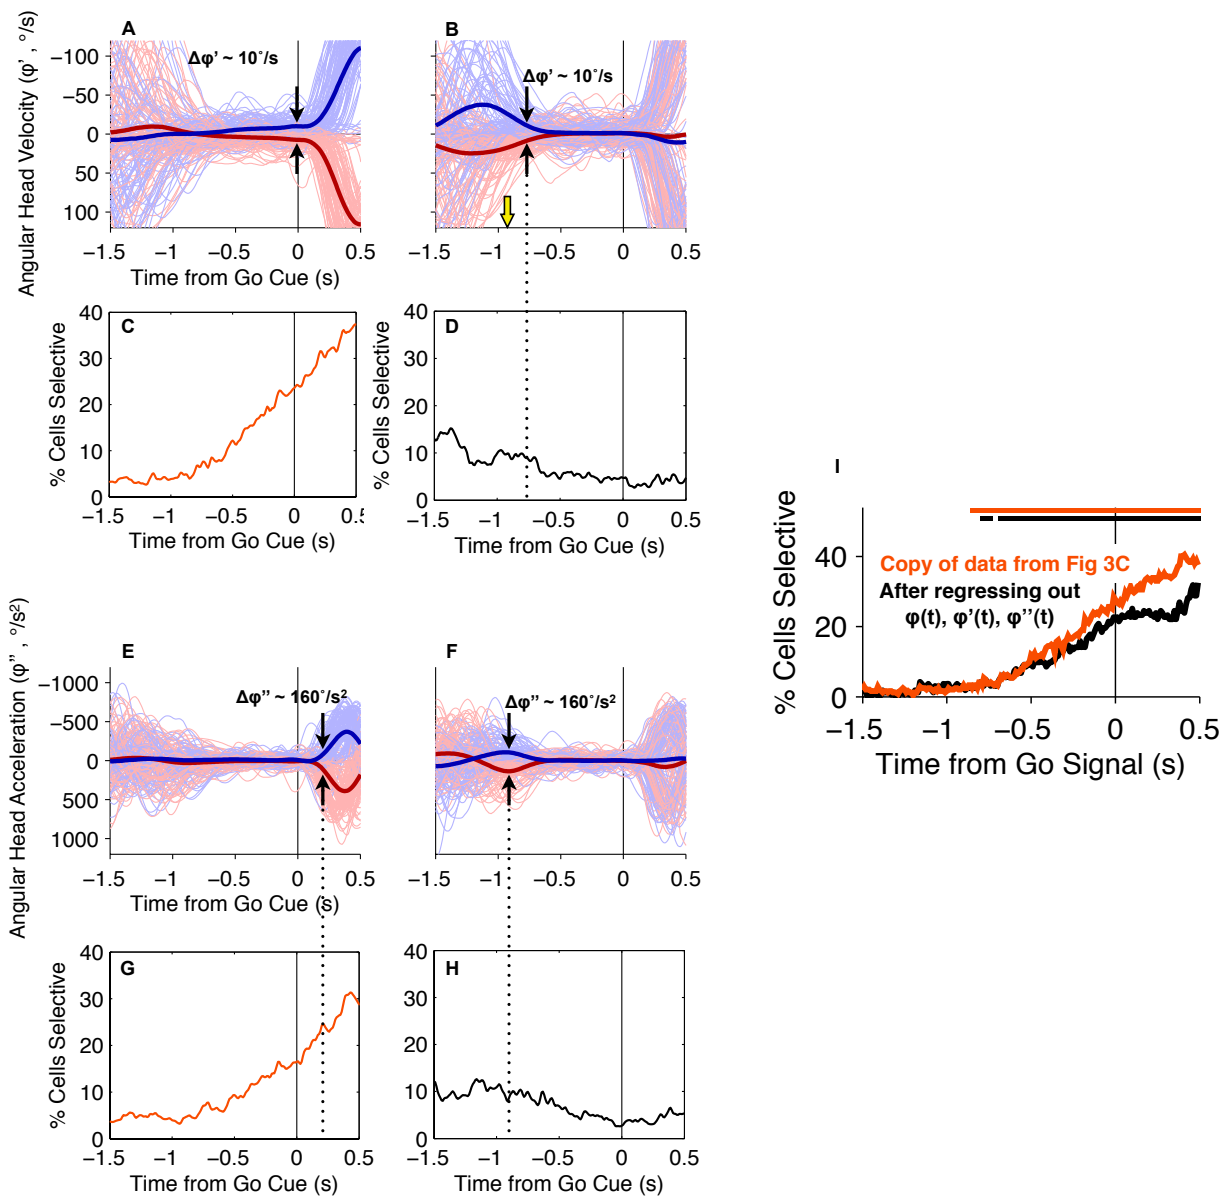 A
B
Δφ' ~ 10°/s
Δφ' ~ 10°/s
Angular Head Velocity (φ' , °/s)
-100
-50
0
50
100
−1.5 −1 −0.5 0 0.5
−1.5 −1 −0.5 0 0.5
Time from Go Cue (s)
Time from Go Cue (s)
C
D
% Cells Selective
% Cells Selective
40
30
20
10
0
40
30
20
10
0
−1.5 −1 −0.5 0 0.5
−1.5 −1 −0.5 0 0.5
Time from Go Cue (s)
Time from Go Cue (s)
E
F
Δφ'' ~ 160°/s²
Δφ'' ~ 160°/s²
Angular Head Acceleration (φ'' , °/s²)
-1000
-500
0
500
1000
−1.5 −1 −0.5 0 0.5
−1.5 −1 −0.5 0 0.5
Time from Go Cue (s)
Time from Go Cue (s)
G
H
% Cells Selective
40
30
20
10
0
40
30
20
10
0
−1.5 −1 −0.5 0 0.5
−1.5 −1 −0.5 0 0.5
Time from Go Cue (s)
Time from Go Cue (s)
I
% Cells Selective
40
20
0
Copy of data from Fig 3C
After regressing out
φ(t), φ'(t), φ''(t)
−1.5 −1 −0.5 0 0.5
Time from Go Signal (s)